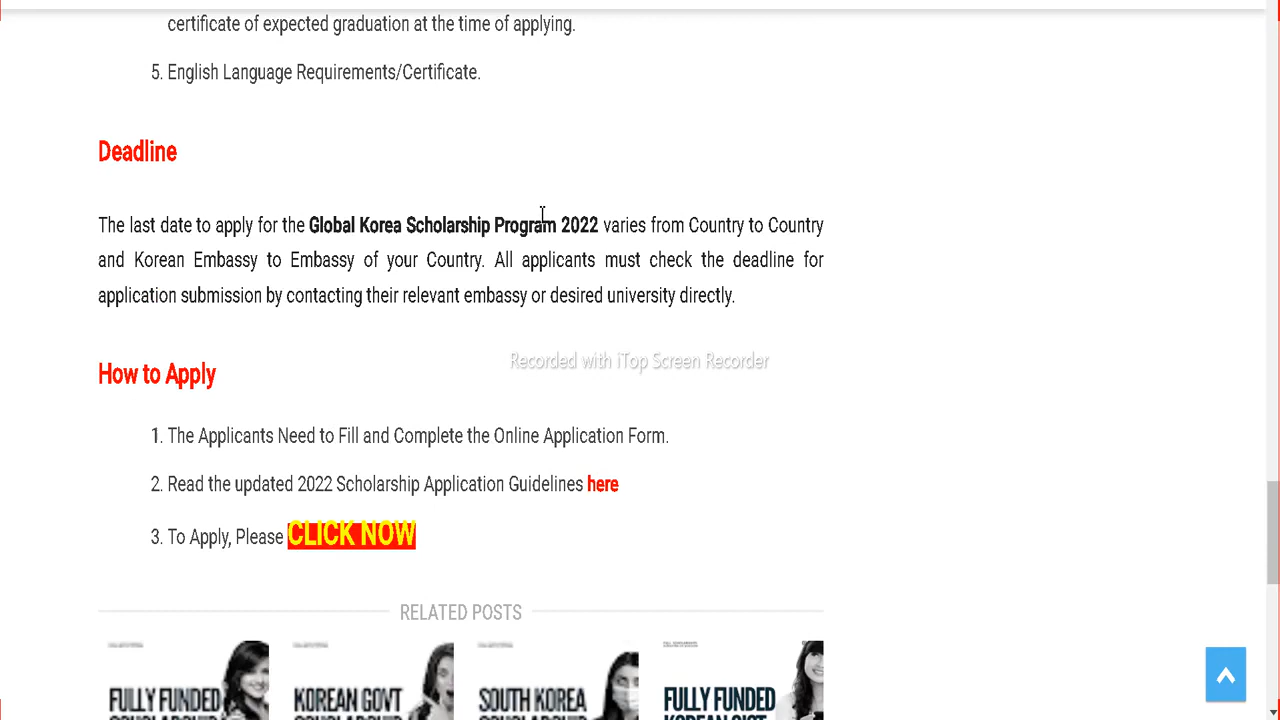 certificate of expected graduation at the time of applying.
5. English Language Requirements/Certificate.
Deadline
The last date to apply for the Global Korea Scholarship Program 2022 varies from Country to Country
and Korean Embassy to Embassy of your Country. All applicants must check the deadline for
application submission by contacting their relevant embassy or desired university directly.
Recorded with iTop Screen Recorder
How to Apply
1. The Applicants Need to Fill and Complete the Online Application Form.
2. Read the updated 2022 Scholarship Application Guidelines here
3. To Apply, Please CLICK NOW
RELATED POSTS
FULLY FUNDED
KOREAN GOVT
SOUTH KOREA
FULLY FUNDED